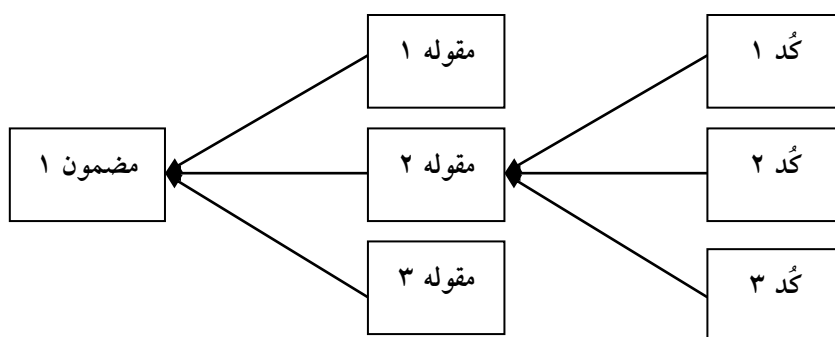 کُد ۱
کُد ۲
کُد ۳
مقوله ۱
مقوله ۲
مقوله ۳
مضمون ۱